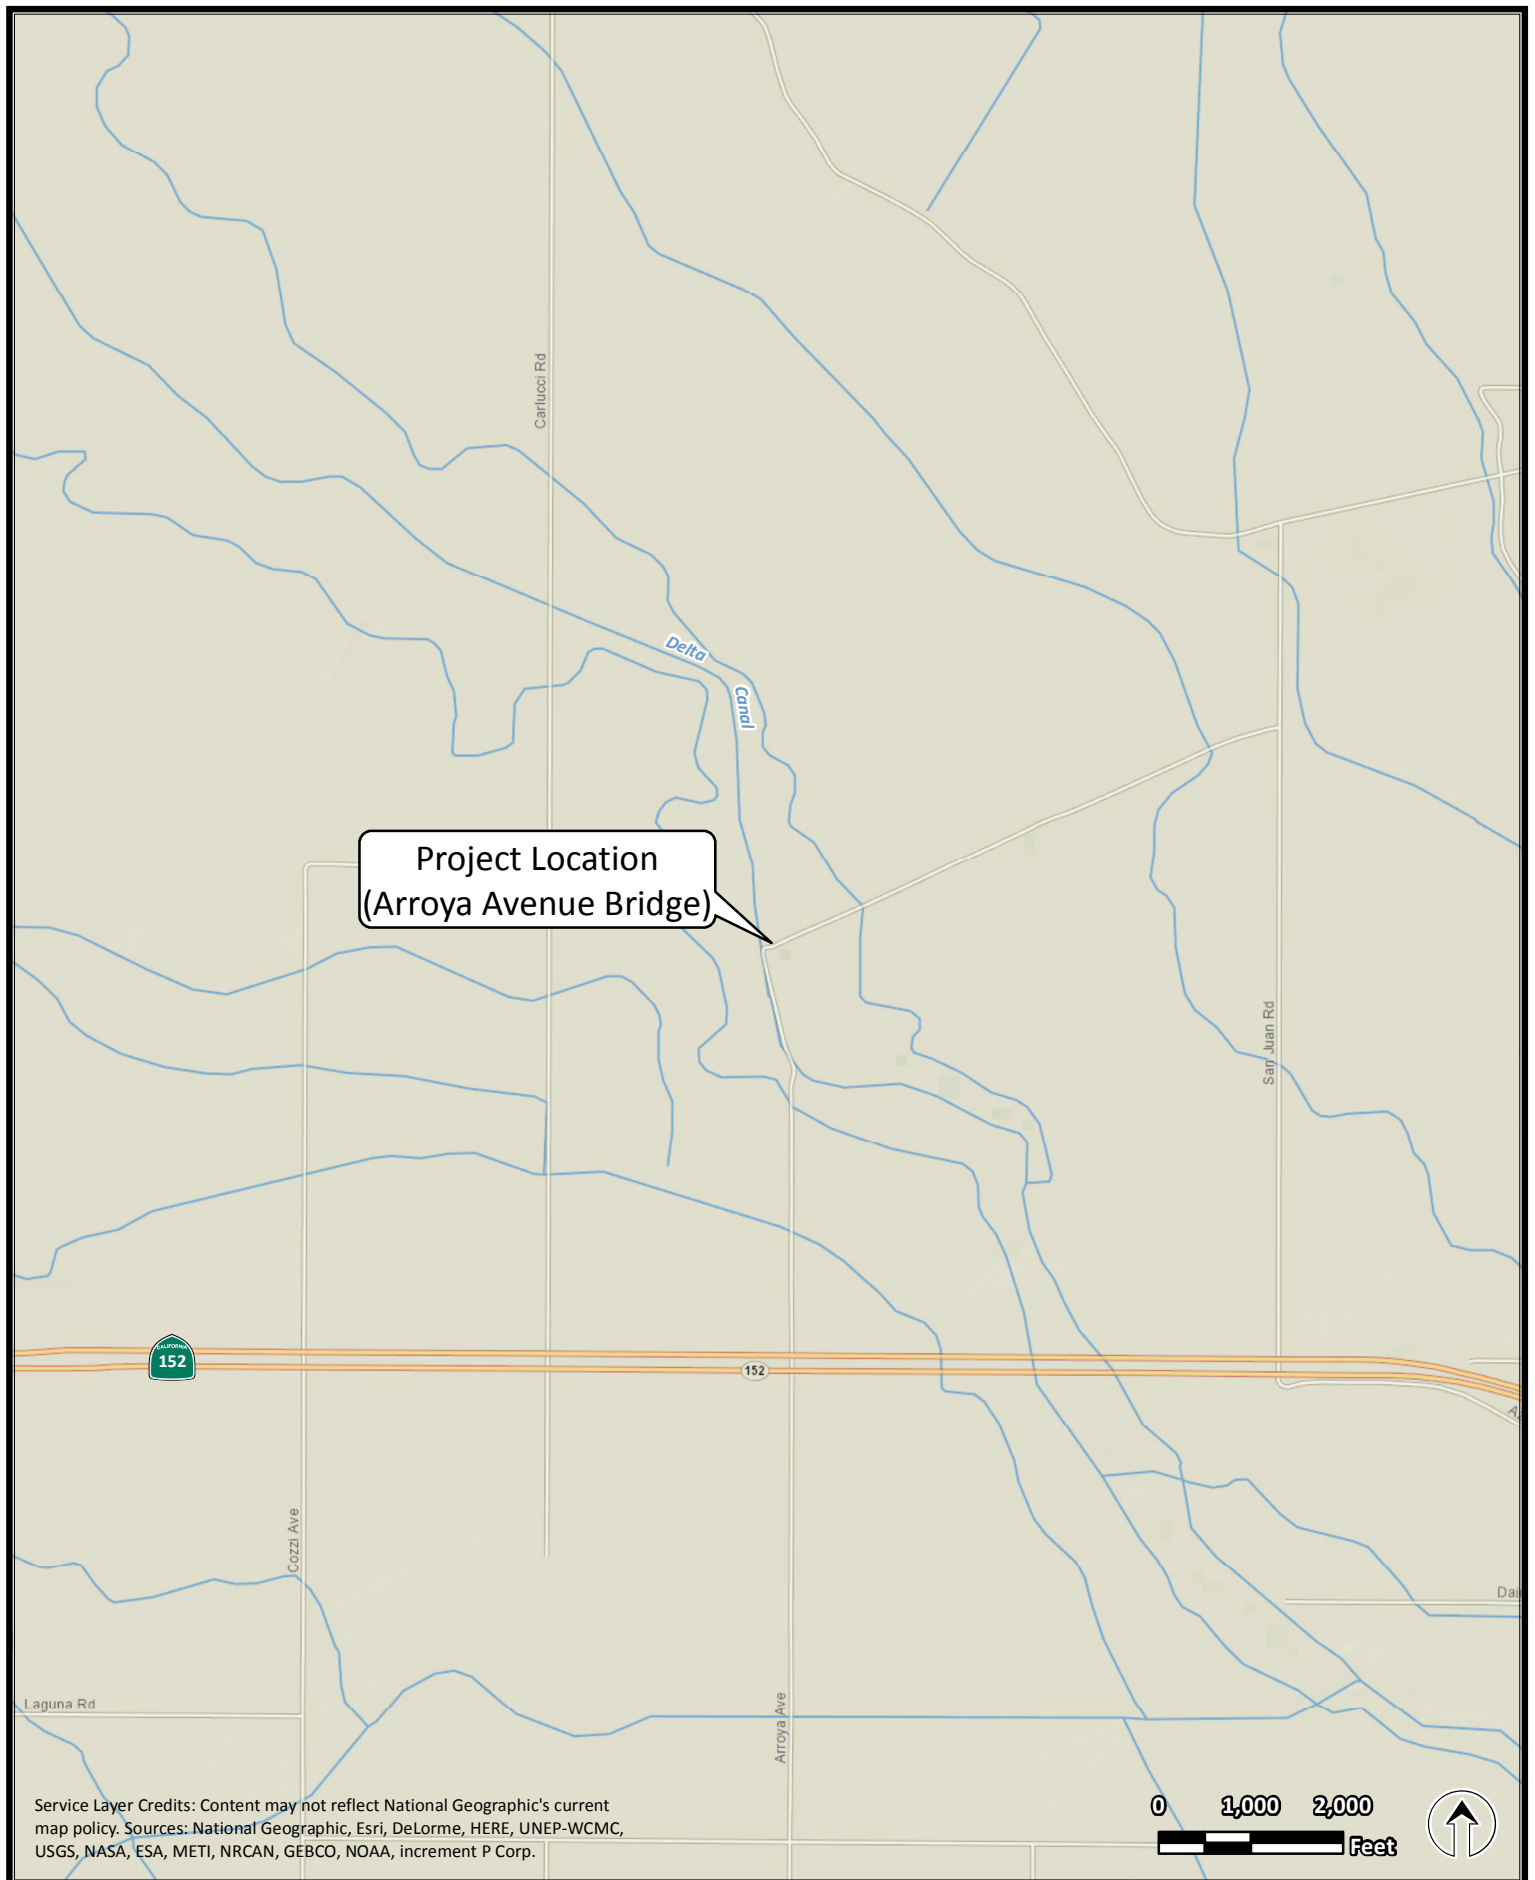 Carlucci Rd
Delta
Canal
Project Location
(Arroya Avenue Bridge)
San Juan Rd
CALIFORNIA
152
152
Cozzi Ave
Laguna Rd
Arroya Ave
Service Layer Credits: Content may not reflect National Geographic's current
map policy. Sources: National Geographic, Esri, DeLorme, HERE, UNEP-WCMC,
USGS, NASA, ESA, METI, NRCAN, GEBCO, NOAA, increment P Corp.
0 1,000 2,000
Feet